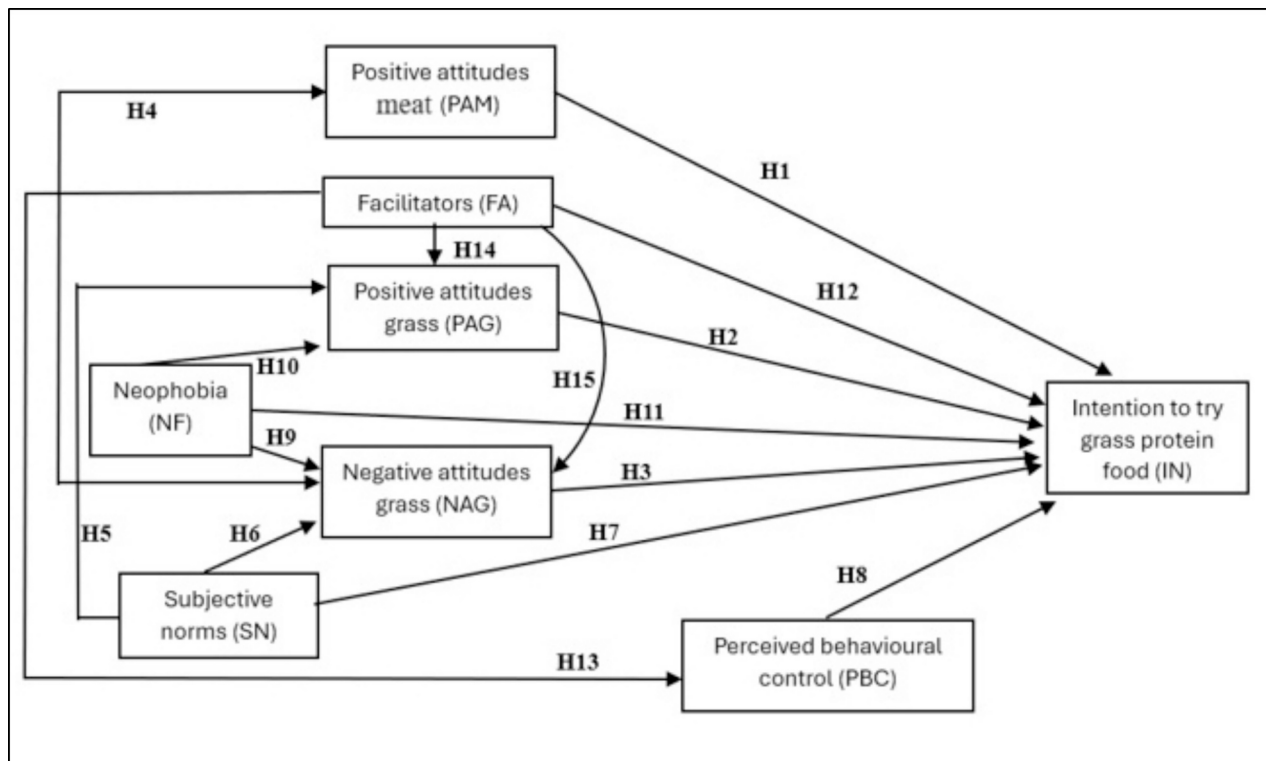 Positive attitudes
meat (PAM)
H4
H1
Facilitators (FA)
H14
H12
Positive attitudes
grass (PAG)
H2
H10
H15
Neophobia
(NF)
H11
Intention to try
grass protein
food (IN)
H9
Negative attitudes
grass (NAG)
H3
H5
H6
H7
H8
Subjective
norms (SN)
Perceived behavioural
control (PBC)
H13